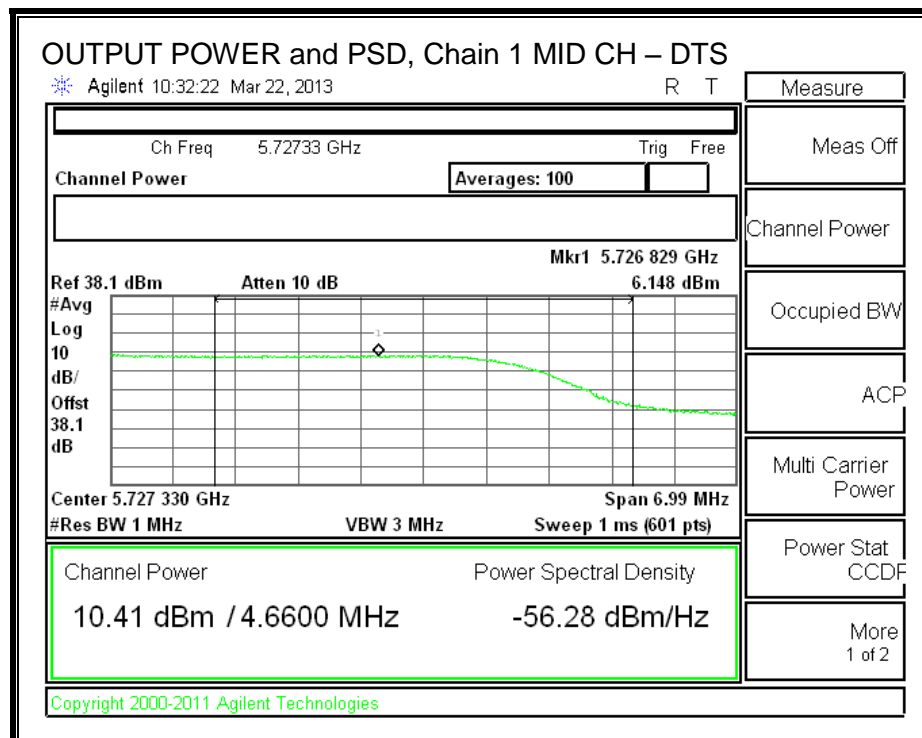 OUTPUT POWER and PSD, Chain 1 MID CH – DTS
Agilent 10:32:22 Mar 22, 2013 R T
Ch Freq 5.72733 GHz Trig Free
Channel Power Averages: 100
Mkr1 5.726 829 GHz
Ref 38.1 dBm Atten 10 dB 6.148 dBm
#Avg
Log
10
dB/
Offst
38.1
dB
1
Center 5.727 330 GHz Span 6.99 MHz
#Res BW 1 MHz VBW 3 MHz Sweep 1 ms (601 pts)
Channel Power Power Spectral Density
10.41 dBm / 4.6600 MHz -56.28 dBm/Hz
Copyright 2000-2011 Agilent Technologies
Measure
Meas Off
Channel Power
Occupied BW
ACP
Multi Carrier
Power
Power Stat
CCDF
More
1 of 2